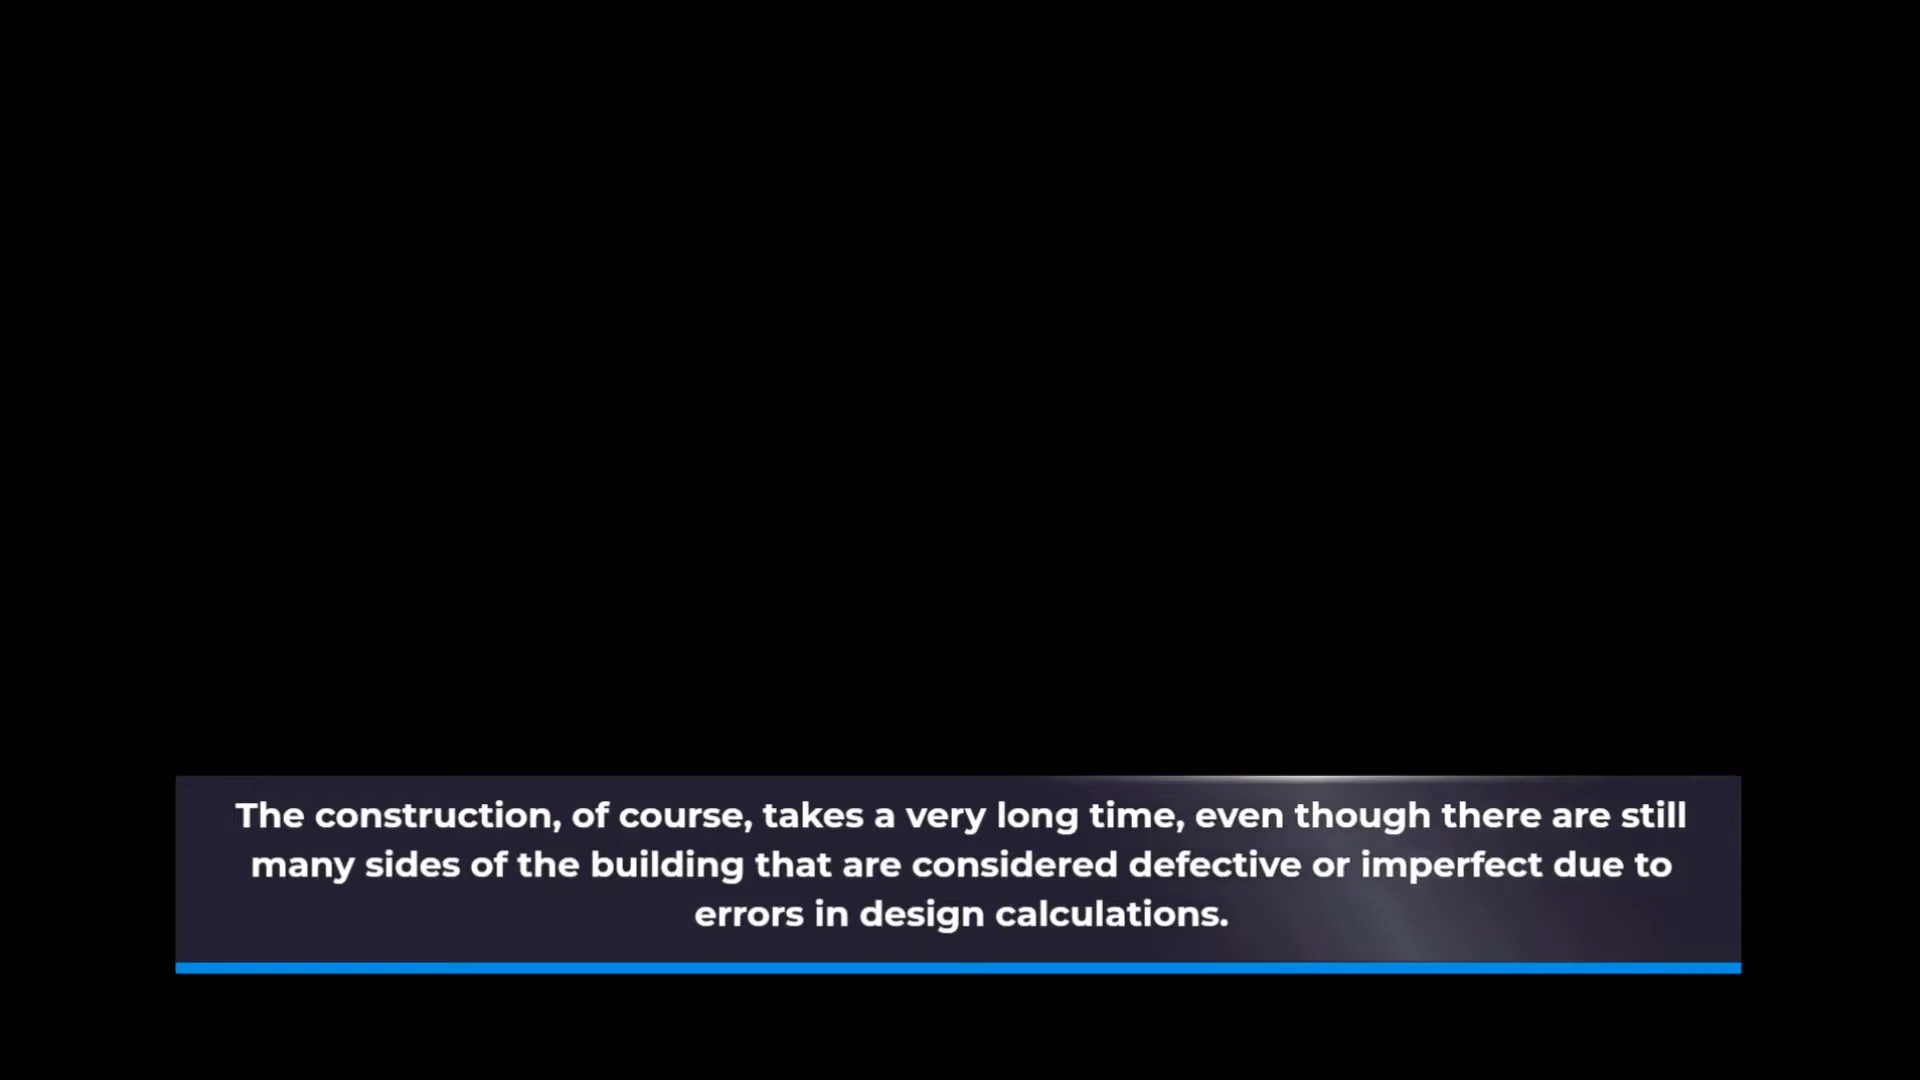 The construction, of course, takes a very long time, even though there are still
many sides of the building that are considered defective or imperfect due to
errors in design calculations.